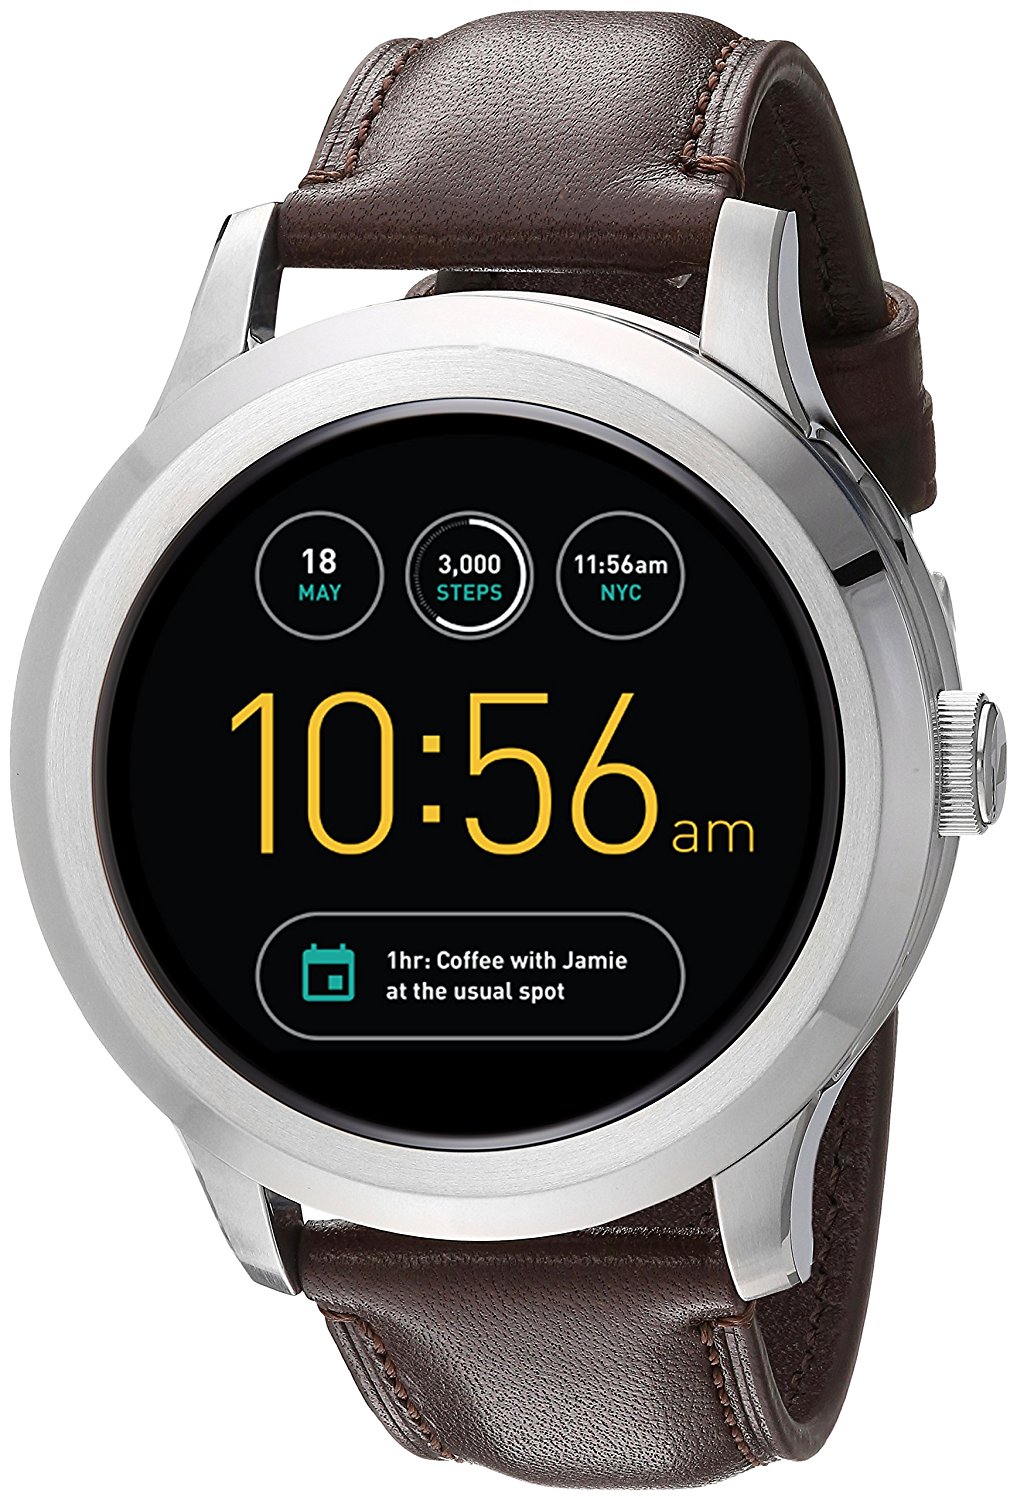 18
MAY
3,000
STEPS
11:56am
NYC
10:56am
1hr: Coffee with Jamie
at the usual spot